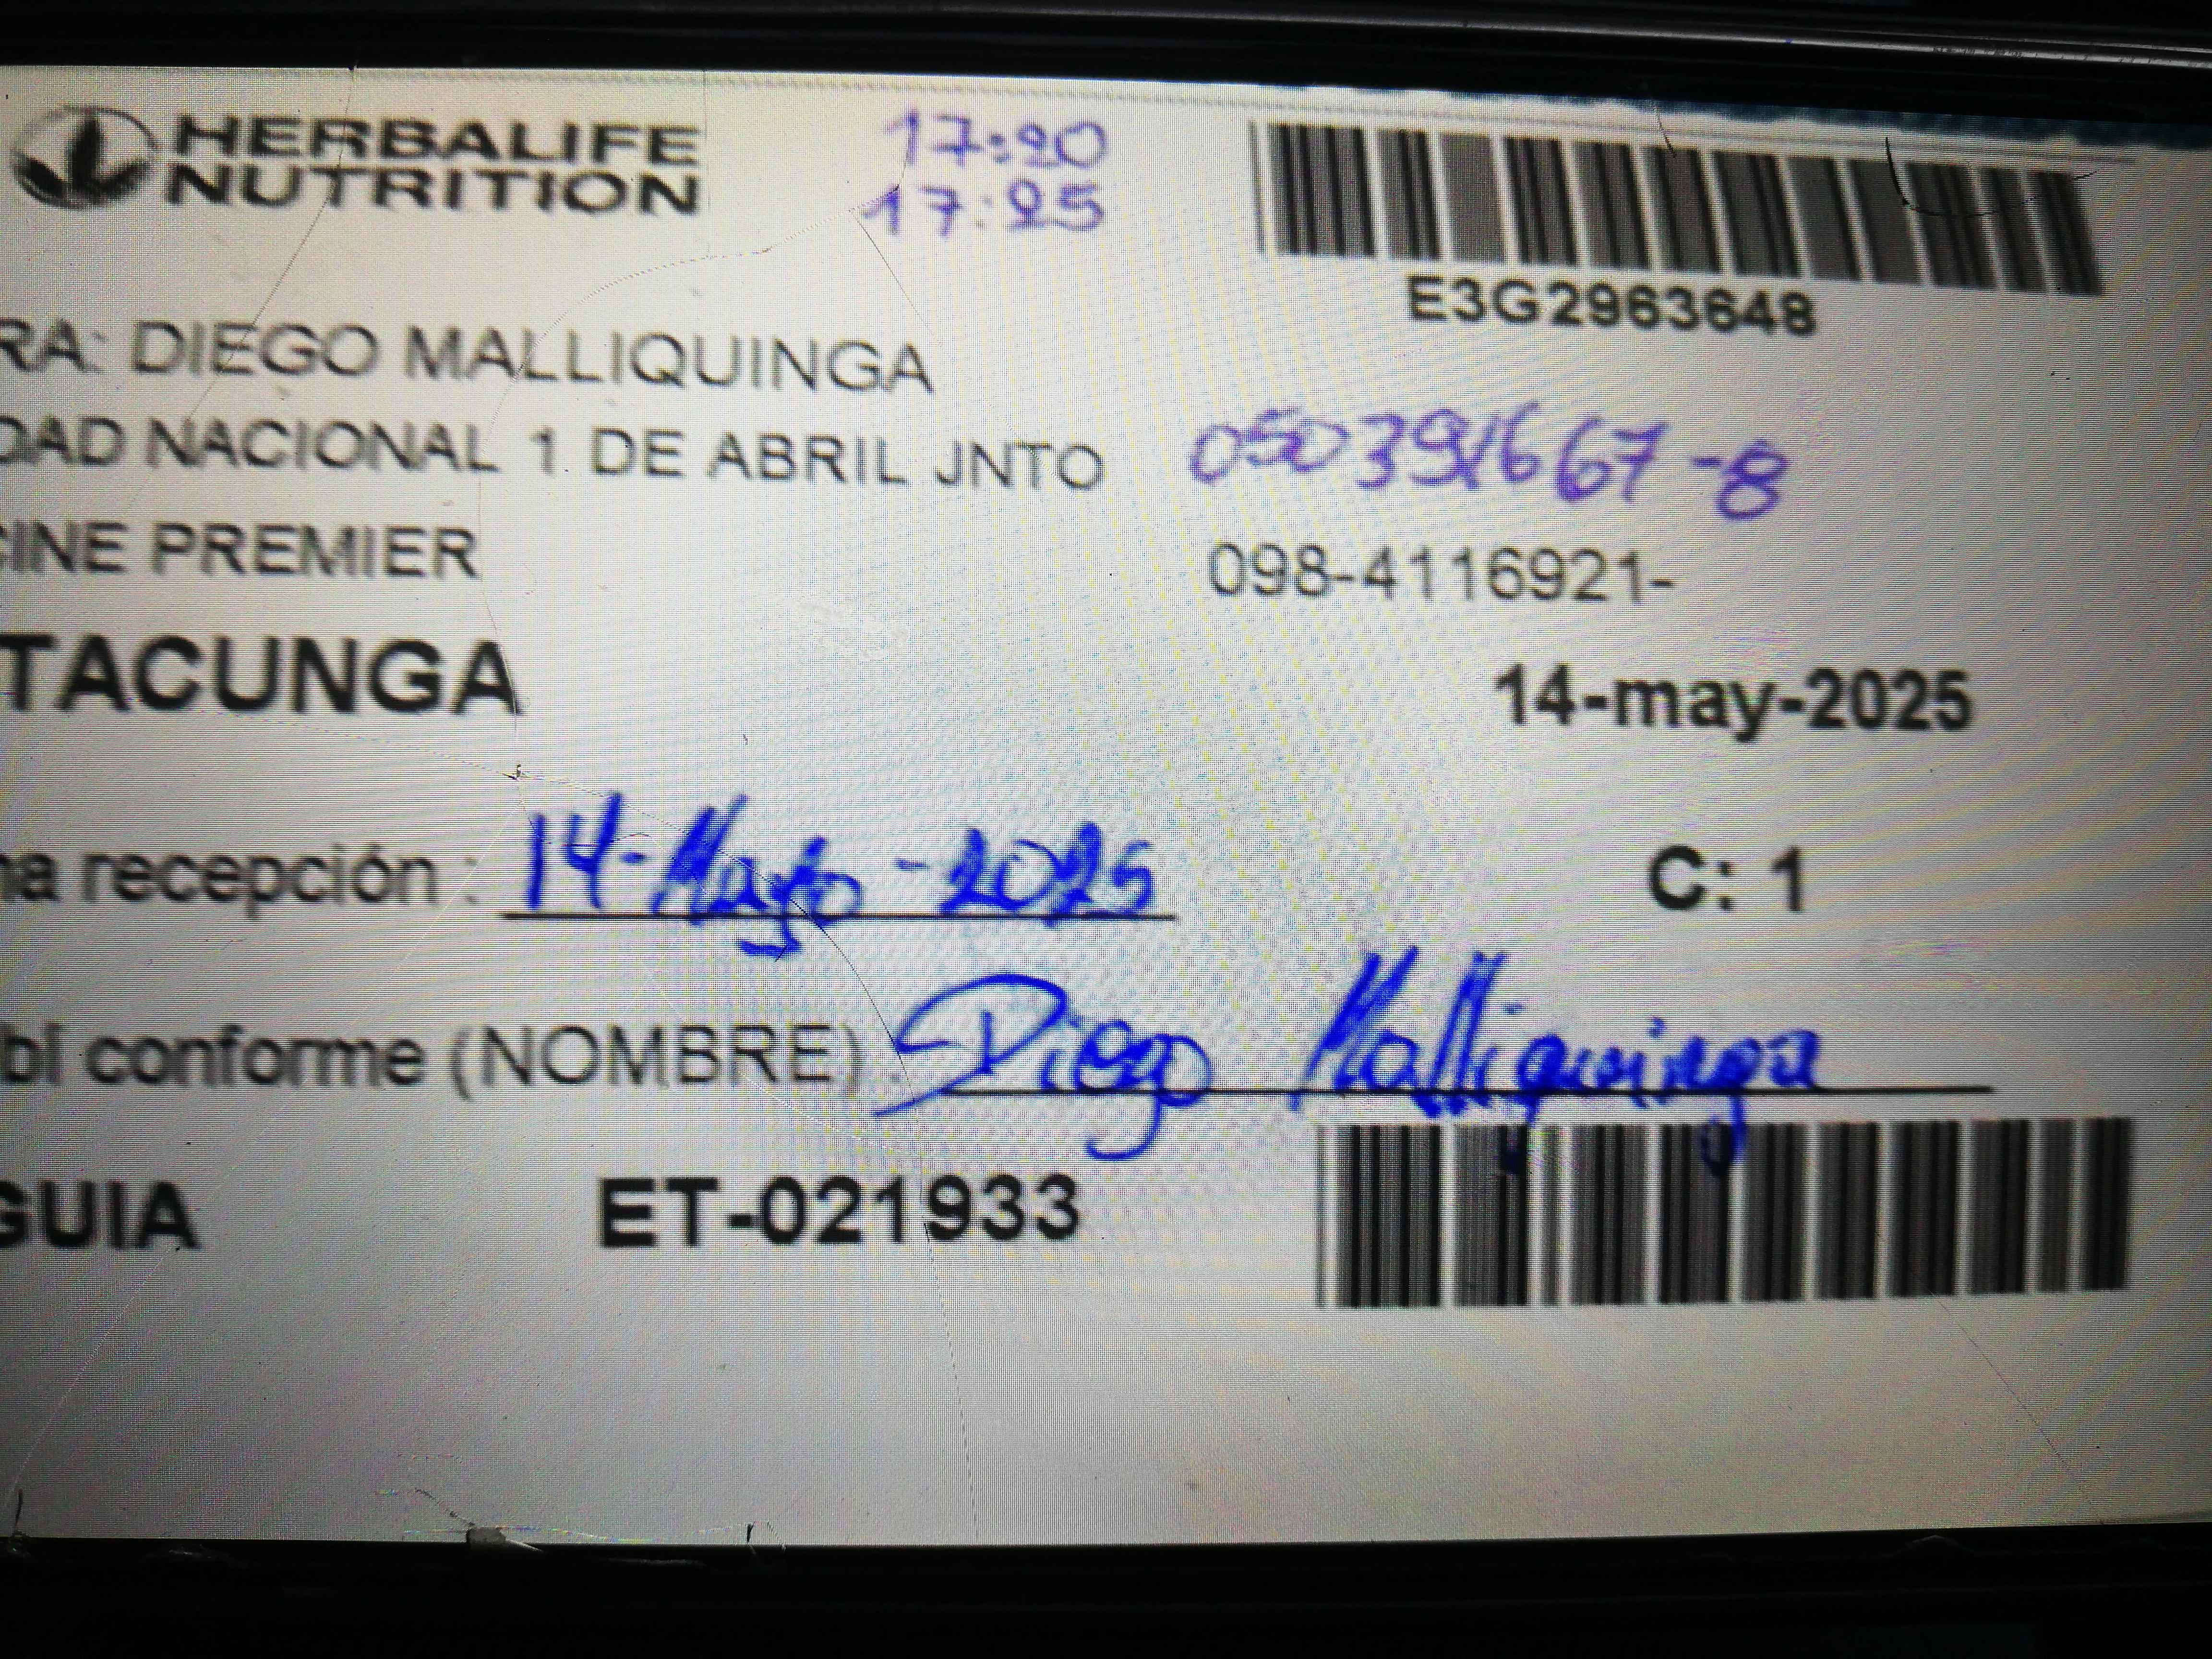 HERBALIFE
NUTRITION
17:20
17:25
E3G2963648
RA: DIEGO MALLIQUINGA
DAD NACIONAL 1 DE ABRIL JNTO
050391667-8
CINE PREMIER
098-4116921-
TACUNGA
14-may-2025
ha recepción : 14-Mayo-2025
C: 1
bí conforme (NOMBRE) : Diego Malliquinga
GUIA ET-021933